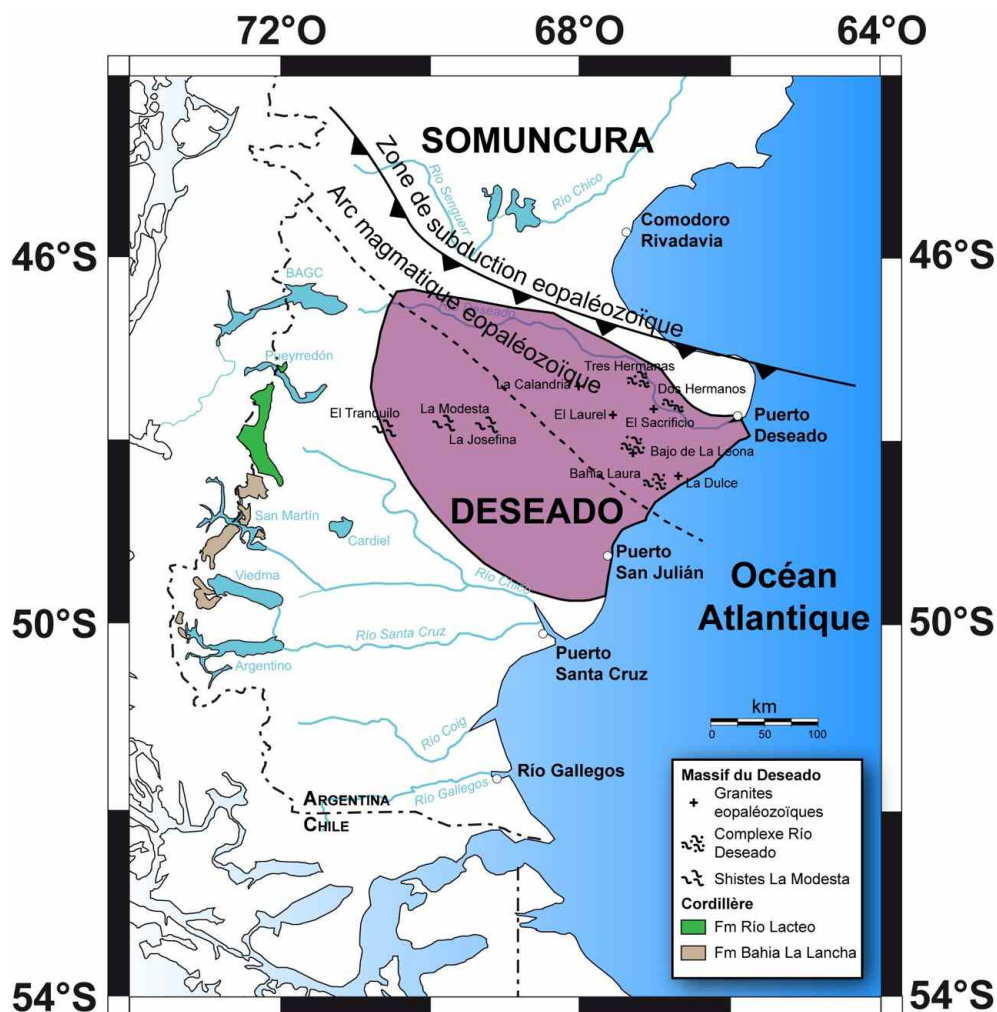 72°O 68°O 64°O
SOMUNCURA
Zone de subduction eopaléozoïque
Río Senguerr
Río Chico
Arc magmatique eopaléozoïque
Comodoro
Rivadavia
46°S 46°S
BAGC
Río Deseado
Pueyrredón
Tres Hermanas
La Calandria
Dos Hermanos
El Tranquilo
La Modesta
El Laurel
El Sacrificio
Puerto
Deseado
La Josefina
Bajo de La Leona
Bahía Laura
La Dulce
DESEADO
San Martín
Cardiel
Puerto
San Julián
Viedma
Río Chico
Océan
Atlantique
50°S 50°S
Río Santa Cruz
Argentino
Puerto
Santa Cruz
km
0 50 100
Río Coig
Río Gallegos
Río Gallegos
ARGENTINA
CHILE
Massif du Deseado
Granites
eopaléozoïques
Complexe Río
Deseado
Shistes La Modesta
Cordillère
Fm Río Lacteo
Fm Bahia La Lancha
54°S 54°S